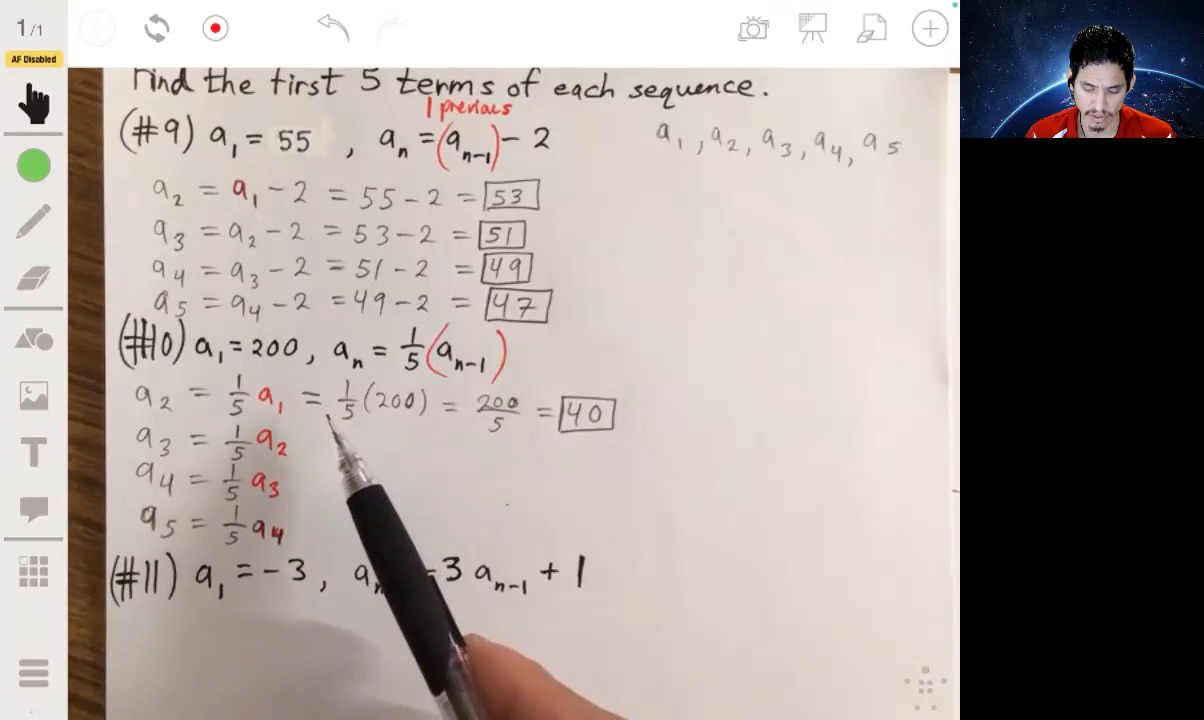 1/1
AF Disabled
Find the first 5 terms of each sequence.
1 previous
(#9) a₁ = 55 , aₙ = (aₙ₋₁) - 2
a₁, a₂, a₃, a₄, a₅
a₂ = a₁ - 2 = 55 - 2 = 53
a₃ = a₂ - 2 = 53 - 2 = 51
a₄ = a₃ - 2 = 51 - 2 = 49
a₅ = a₄ - 2 = 49 - 2 = 47
(#10) a₁ = 200, aₙ = 1/5 (aₙ₋₁)
a₂ = 1/5 a₁ = 1/5 (200) = 200/5 = 40
a₃ = 1/5 a₂
a₄ = 1/5 a₃
a₅ = 1/5 a₄
(#11) a₁ = -3, aₙ 3 aₙ₋₁ + 1
T